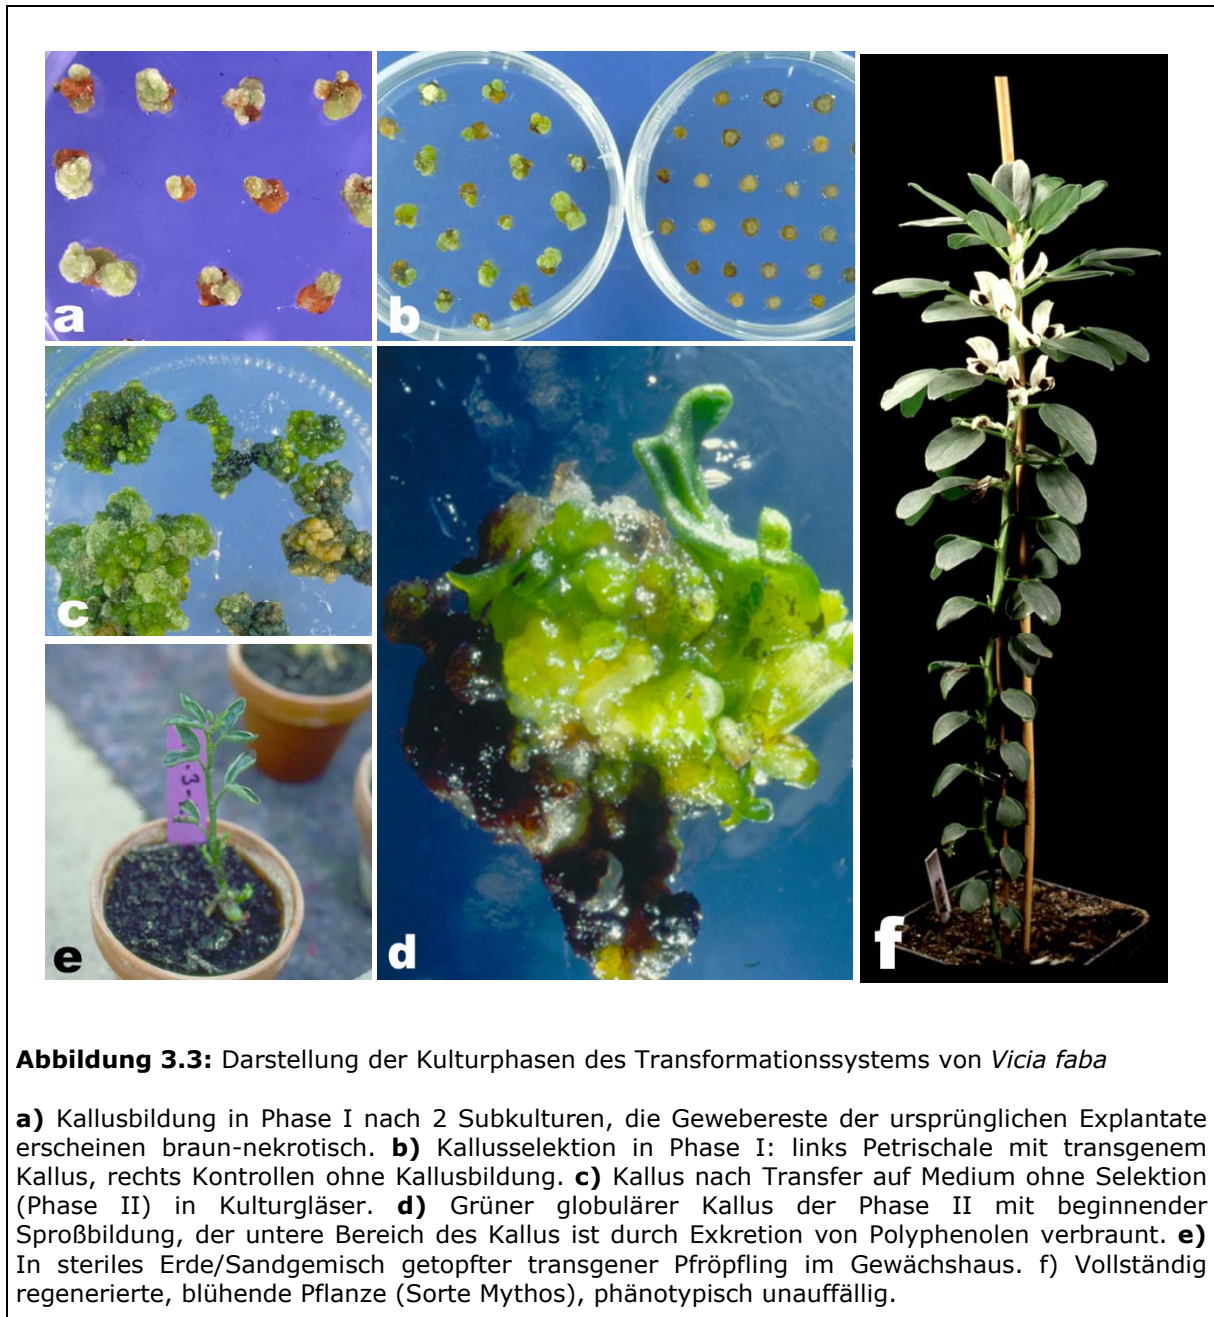 a
b
c
d
e
f
Abbildung 3.3: Darstellung der Kulturphasen des Transformationssystems von Vicia faba
a) Kallusbildung in Phase I nach 2 Subkulturen, die Gewebereste der ursprünglichen Explantate
erscheinen braun-nekrotisch. b) Kallusselektion in Phase I: links Petrischale mit transgenem
Kallus, rechts Kontrollen ohne Kallusbildung. c) Kallus nach Transfer auf Medium ohne Selektion
(Phase II) in Kulturgläser. d) Grüner globulärer Kallus der Phase II mit beginnender
Sproßbildung, der untere Bereich des Kallus ist durch Exkretion von Polyphenolen verbraunt. e)
In steriles Erde/Sandgemisch getopfter transgener Pfröpfling im Gewächshaus. f) Vollständig
regenerierte, blühende Pflanze (Sorte Mythos), phänotypisch unauffällig.